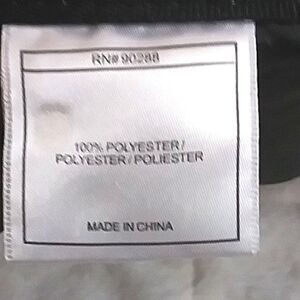 RN# 90288
100% POLYESTER /
POLYESTER / POLIESTER
MADE IN CHINA